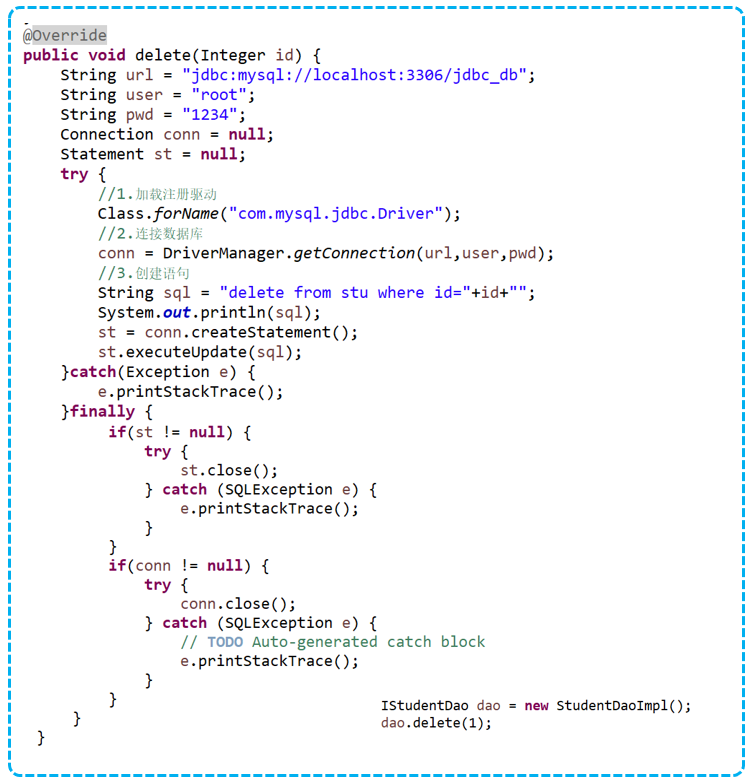 @Override
public void delete(Integer id) {
String url = "jdbc:mysql://localhost:3306/jdbc_db";
String user = "root";
String pwd = "1234";
Connection conn = null;
Statement st = null;
try {
//1.加载注册驱动
Class.forName("com.mysql.jdbc.Driver");
//2.连接数据库
conn = DriverManager.getConnection(url,user,pwd);
//3.创建语句
String sql = "delete from stu where id="+id+"";
System.out.println(sql);
st = conn.createStatement();
st.executeUpdate(sql);
}catch(Exception e) {
e.printStackTrace();
}finally {
if(st != null) {
try {
st.close();
} catch (SQLException e) {
e.printStackTrace();
}
}
if(conn != null) {
try {
conn.close();
} catch (SQLException e) {
// TODO Auto-generated catch block
e.printStackTrace();
}
}
}
}
IStudentDao dao = new StudentDaoImpl();
dao.delete(1);